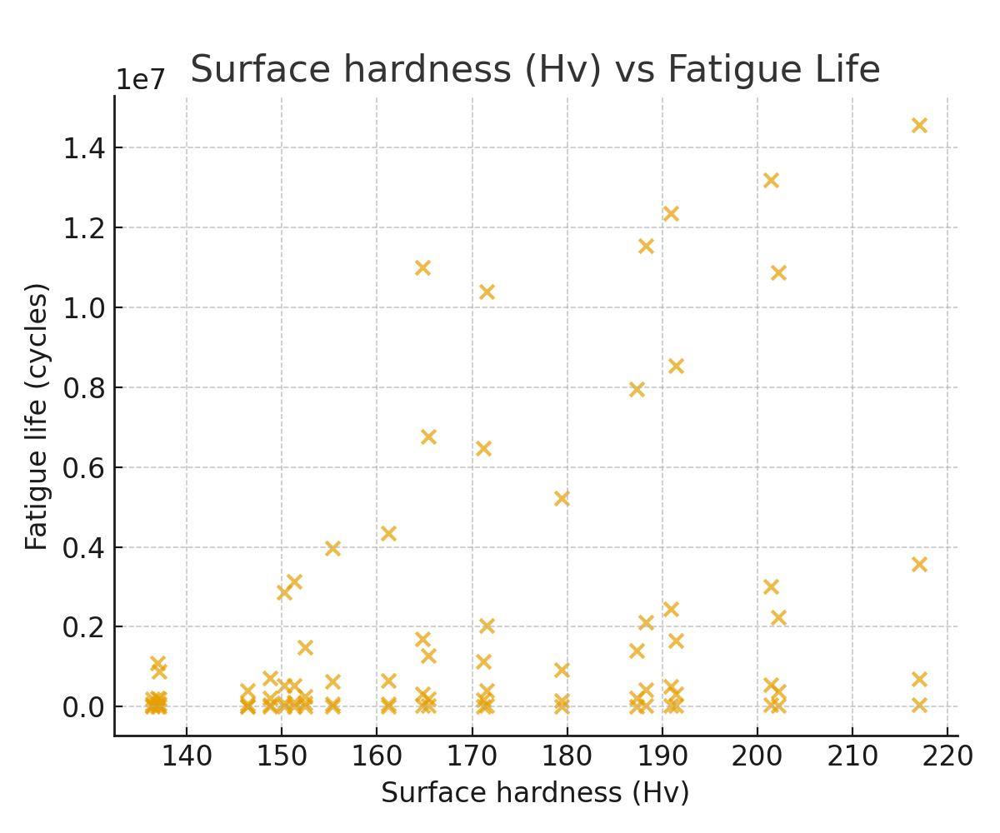 Surface hardness (Hv) vs Fatigue Life
1e7
1.4
1.2
1.0
0.8
0.6
0.4
0.2
0.0
Fatigue life (cycles)
140 150 160 170 180 190 200 210 220
Surface hardness (Hv)